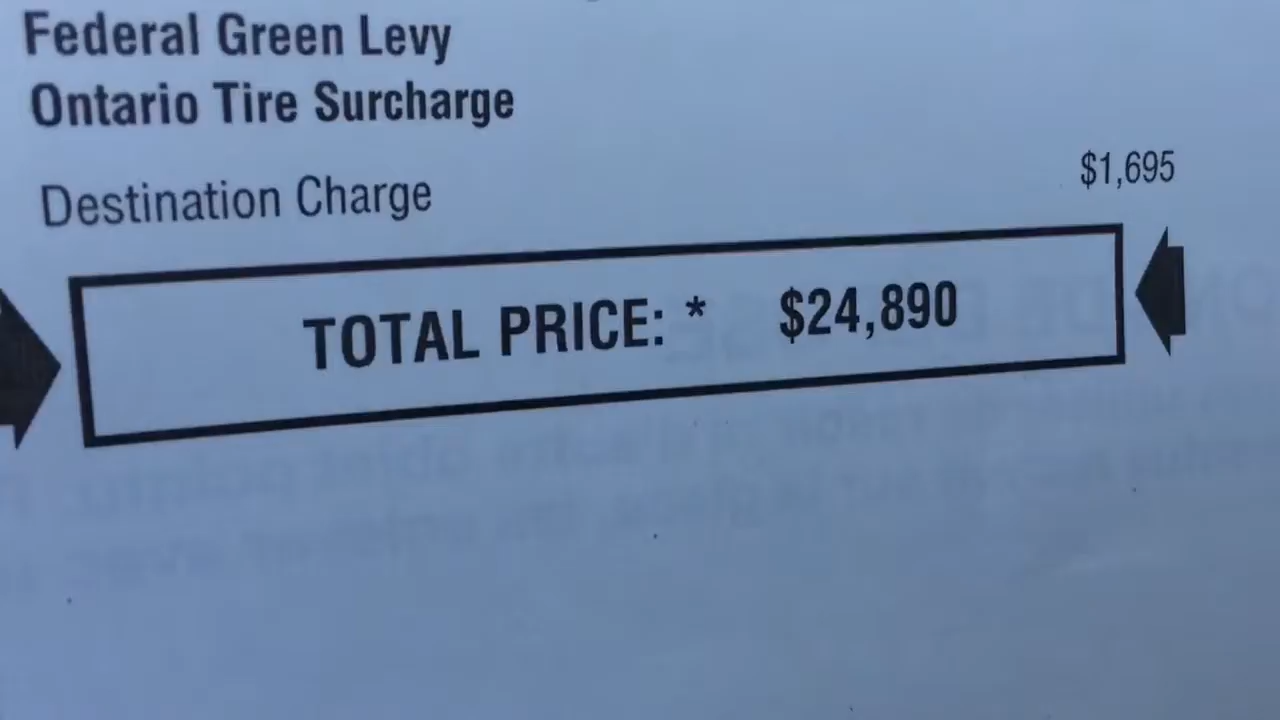 Federal Green Levy
Ontario Tire Surcharge
Destination Charge $1,695
TOTAL PRICE: * $24,890